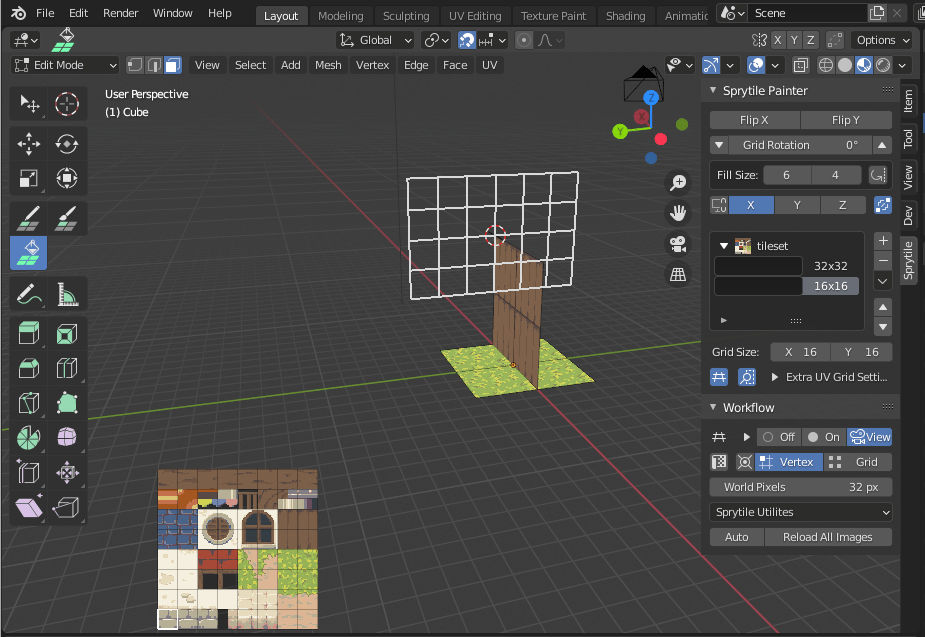 File Edit Render Window Help Layout Modeling Sculpting UV Editing Texture Paint Shading Animatic Scene
Global X Y Z Options
Edit Mode View Select Add Mesh Vertex Edge Face UV
User Perspective
(1) Cube
Z
X
Y
Sprytile Painter
Flip X Flip Y
Grid Rotation 0°
Fill Size: 6 4
X Y Z
tileset
32x32
16x16
Grid Size: X 16 Y 16
Extra UV Grid Setti...
Workflow
Off On View
Vertex Grid
World Pixels 32 px
Sprytile Utilites
Auto Reload All Images
Item
Tool
View
Dev
Sprytile